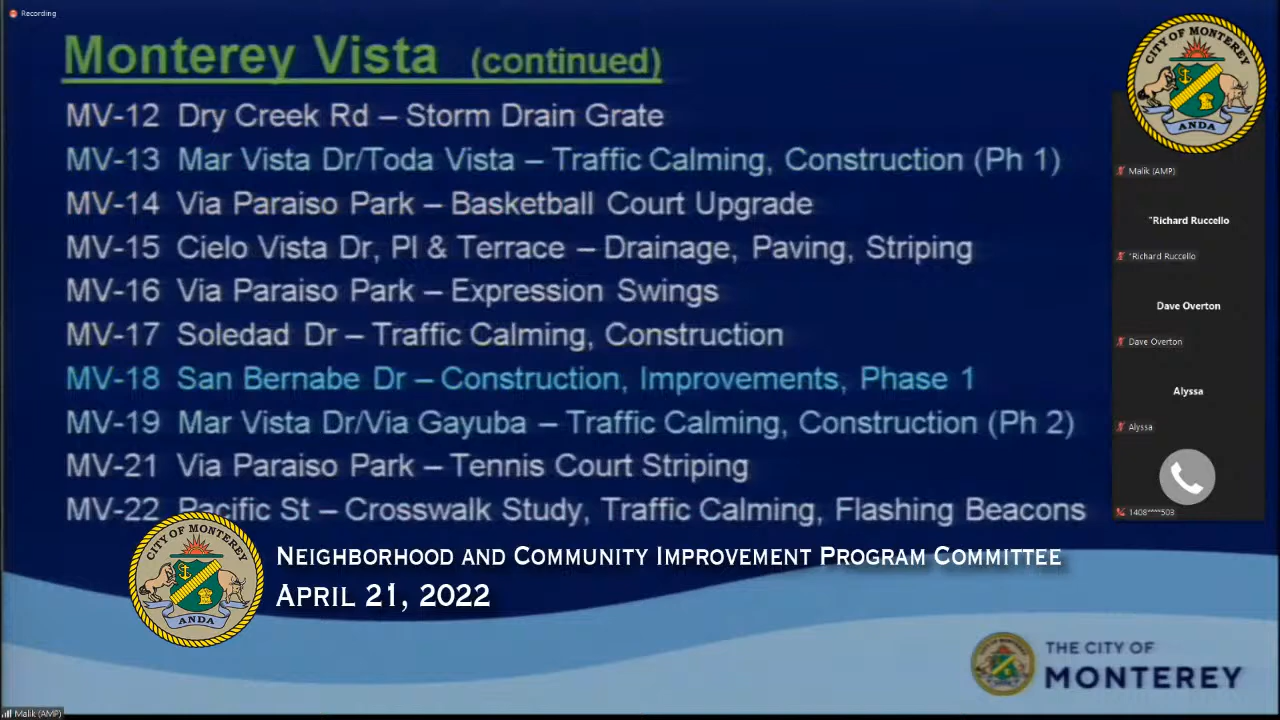 Recording
Monterey Vista (continued)
MV-12 Dry Creek Rd – Storm Drain Grate
MV-13 Mar Vista Dr/Toda Vista – Traffic Calming, Construction (Ph 1)
MV-14 Via Paraiso Park – Basketball Court Upgrade
MV-15 Cielo Vista Dr, Pl & Terrace – Drainage, Paving, Striping
MV-16 Via Paraiso Park – Expression Swings
MV-17 Soledad Dr – Traffic Calming, Construction
MV-18 San Bernabe Dr – Construction, Improvements, Phase 1
MV-19 Mar Vista Dr/Via Gayuba – Traffic Calming, Construction (Ph 2)
MV-21 Via Paraiso Park – Tennis Court Striping
MV-22 Pacific St – Crosswalk Study, Traffic Calming, Flashing Beacons
CITY OF MONTEREY
ANDA
Malik (AMP)
"Richard Ruccello
"Richard Ruccello
Dave Overton
Dave Overton
Alyssa
Alyssa
1408****503
CITY OF MONTEREY
ANDA
NEIGHBORHOOD AND COMMUNITY IMPROVEMENT PROGRAM COMMITTEE
APRIL 21, 2022
THE CITY OF
MONTEREY
Malik (AMP)